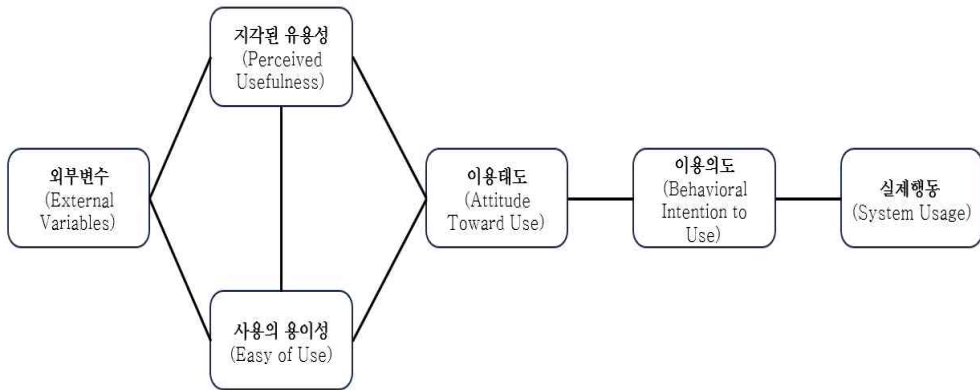 지각된 유용성
(Perceived
Usefulness)
외부변수
(External
Variables)
사용의 용이성
(Easy of Use)
이용태도
(Attitude
Toward Use)
이용의도
(Behavioral
Intention to
Use)
실제행동
(System Usage)